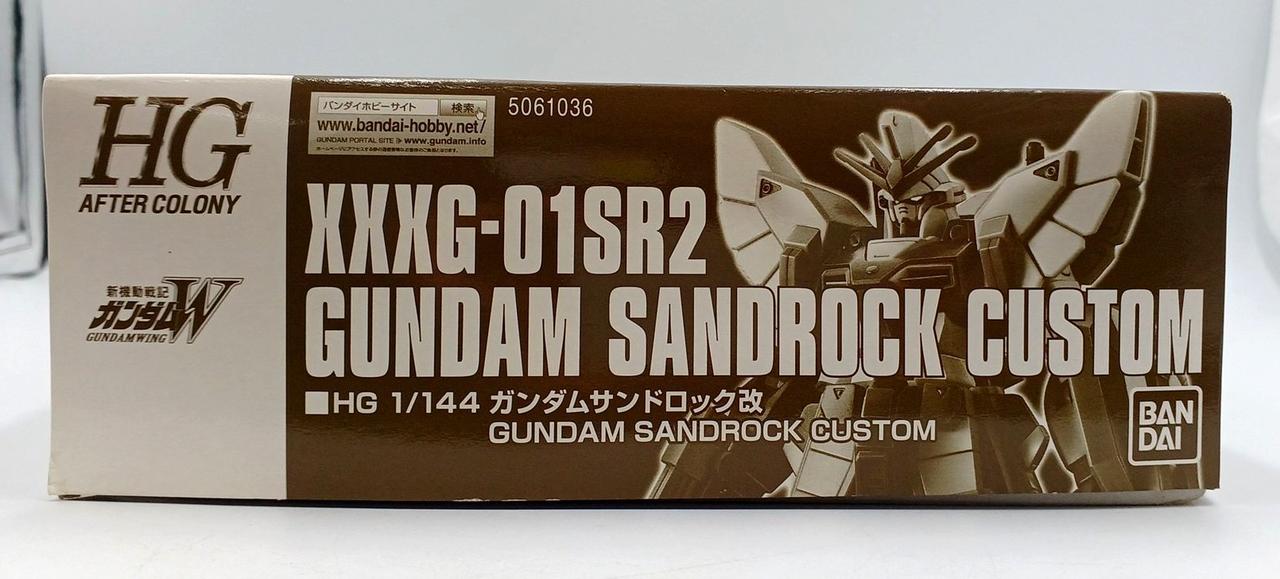 HG
AFTER COLONY
新機動戦記
ガンダムW
GUNDAMWING
バンダイホビーサイト 検索
www.bandai-hobby.net/
GUNDAM PORTAL SITE www.gundam.info
5061036
XXXG-01SR2
GUNDAM SANDROCK CUSTOM
■HG 1/144 ガンダムサンドロック改
GUNDAM SANDROCK CUSTOM
BAN
DAI